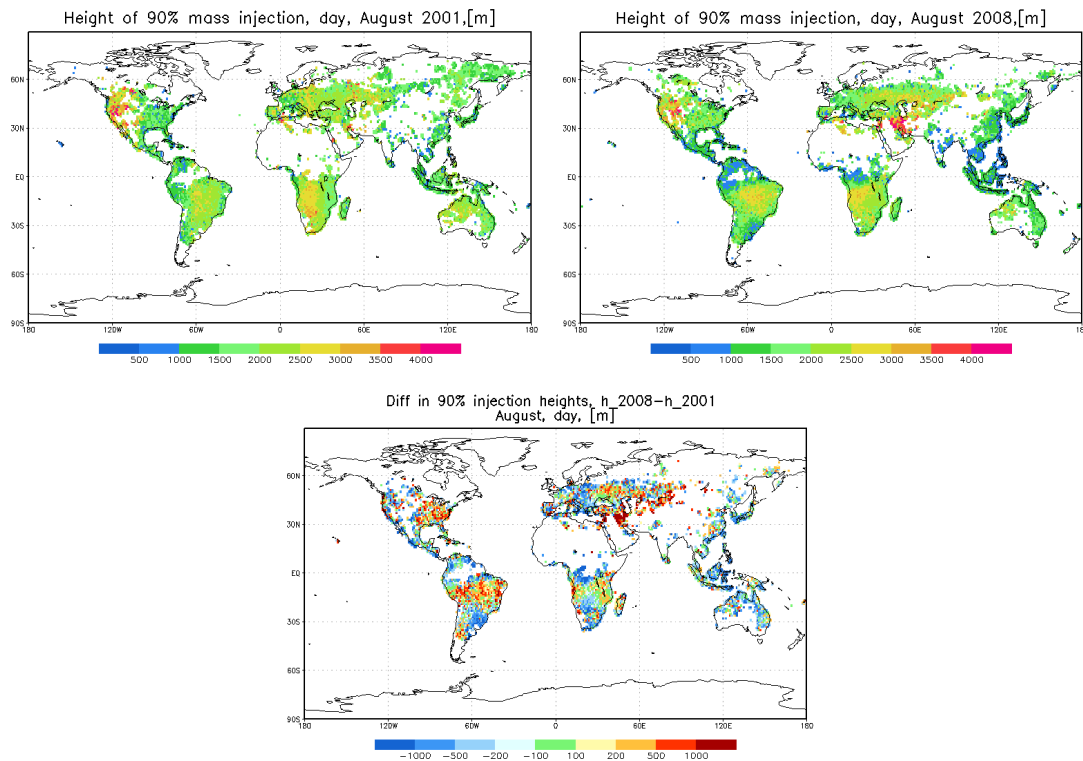 Height of 90% mass injection, day, August 2001,[m]
60N
30N
EQ
30S
60S
90S
180 120W 60W 0 60E 120E 180
500 1000 1500 2000 2500 3000 3500 4000
Height of 90% mass injection, day, August 2008,[m]
60N
30N
EQ
30S
60S
90S
180 120W 60W 0 60E 120E 180
500 1000 1500 2000 2500 3000 3500 4000
Diff in 90% injection heights, h_2008-h_2001
August, day, [m]
60N
30N
EQ
30S
60S
90S
180 120W 60W 0 60E 120E 180
-1000 -500 -200 -100 100 200 500 1000